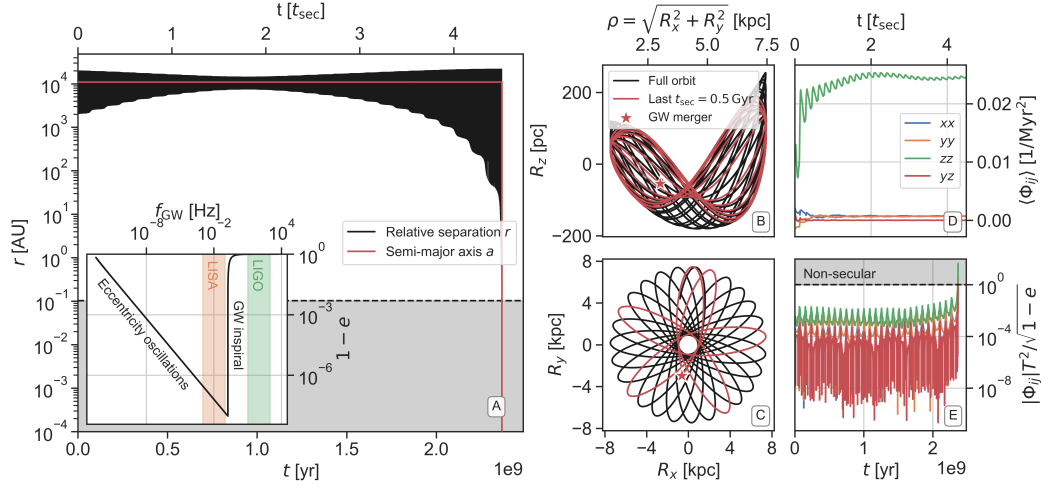 t [t_sec]
0 1 2 3 4
10^4
10^3
10^2
10^1
10^0
10^−1
10^−2
10^−3
10^−4
r [AU]
Relative separation r
Semi-major axis a
f_GW [Hz]
10^−8 10^−2 10^4
LISA
LIGO
Eccentricity oscillations
GW inspiral
10^0
10^−3
10^−6
1 − e
A
0.0 0.5 1.0 1.5 2.0
1e9
t [yr]
ρ = √R_x^2 + R_y^2 [kpc]
2.5 5.0 7.5
Full orbit
Last t_sec = 0.5 Gyr
GW merger
200
100
0
−100
−200
R_z [pc]
B
8
4
0
−4
−8
R_y [kpc]
C
−8 −4 0 4 8
R_x [kpc]
t [t_sec]
0 2 4
xx
yy
zz
yz
0.02
0.01
0.00
⟨Φ_ij⟩ [1/Myr^2]
D
Non-secular
10^0
10^−4
10^−8
|Φ_ij|T^2/√1 − e
E
0 1 2
1e9
t [yr]